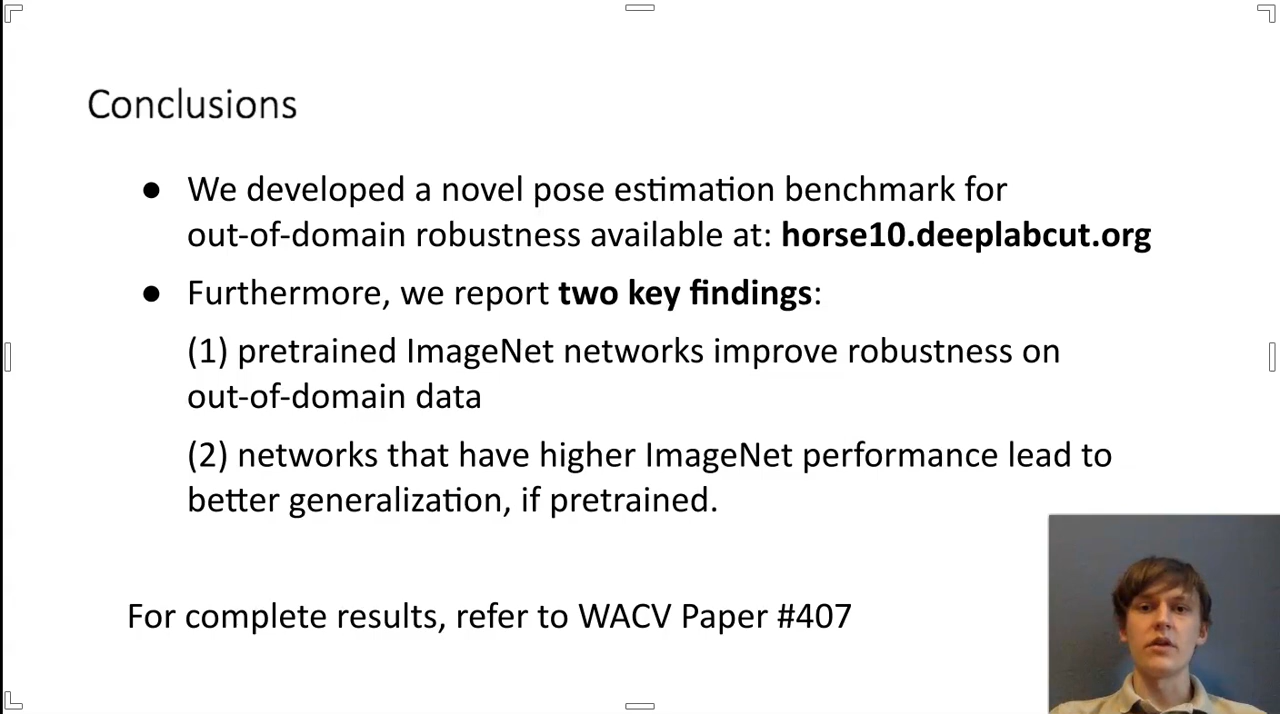 Conclusions
● We developed a novel pose estimation benchmark for
out-of-domain robustness available at: horse10.deeplabcut.org
● Furthermore, we report two key findings:
(1) pretrained ImageNet networks improve robustness on
out-of-domain data
(2) networks that have higher ImageNet performance lead to
better generalization, if pretrained.
For complete results, refer to WACV Paper #407